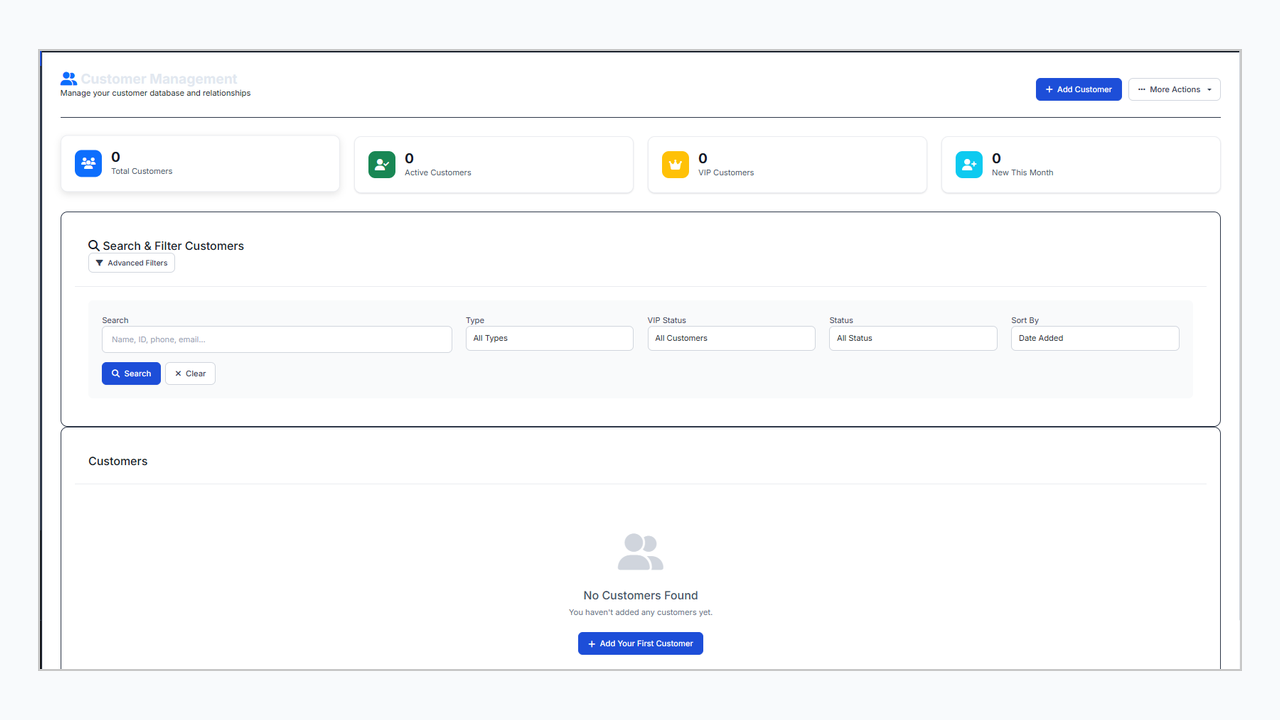 Customer Management
Manage your customer database and relationships
Add Customer
More Actions
0
Total Customers
0
Active Customers
0
VIP Customers
0
New This Month
Search & Filter Customers
Advanced Filters
Search
Type
VIP Status
Status
Sort By
Name, ID, phone, email...
All Types
All Customers
All Status
Date Added
Search
Clear
Customers
No Customers Found
You haven't added any customers yet.
Add Your First Customer